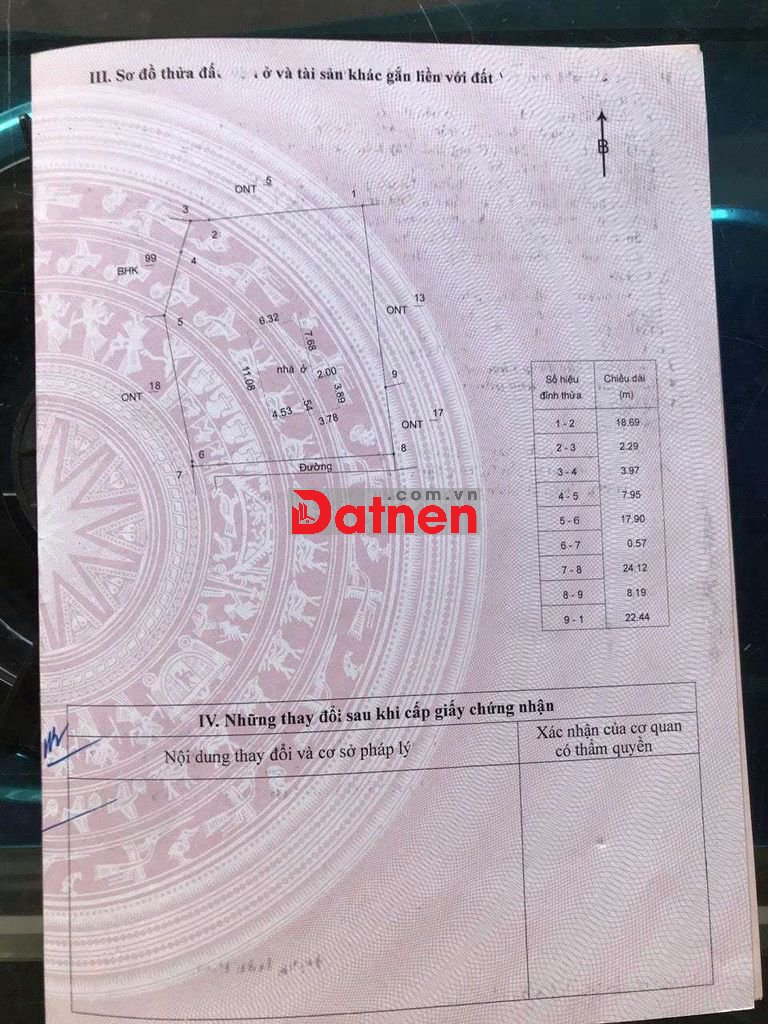 III. Sơ đồ thửa đất ở và tài sản khác gắn liền với đất
B
ONT 5
1
3
2
4
BHK 99
5
ONT 13
6.32
7.68
nhà ở
2.00
11.08
3.89
9
ONT 18
4.53
54
3.78
ONT 17
6
7
8
Đường
Số hiệu đỉnh thửa Chiều dài (m)
1 - 2 18.69
2 - 3 2.29
3 - 4 3.97
4 - 5 7.95
5 - 6 17.90
6 - 7 0.57
7 - 8 24.12
8 - 9 8.19
9 - 1 22.44
.com.vn
Datnen
IV. Những thay đổi sau khi cấp giấy chứng nhận
Nội dung thay đổi và cơ sở pháp lý
Xác nhận của cơ quan
có thẩm quyền